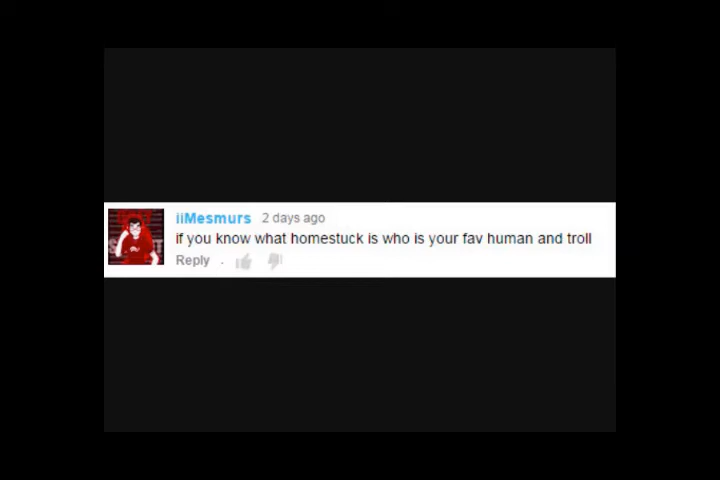 iiMesmurs 2 days ago
if you know what homestuck is who is your fav human and troll
Reply .